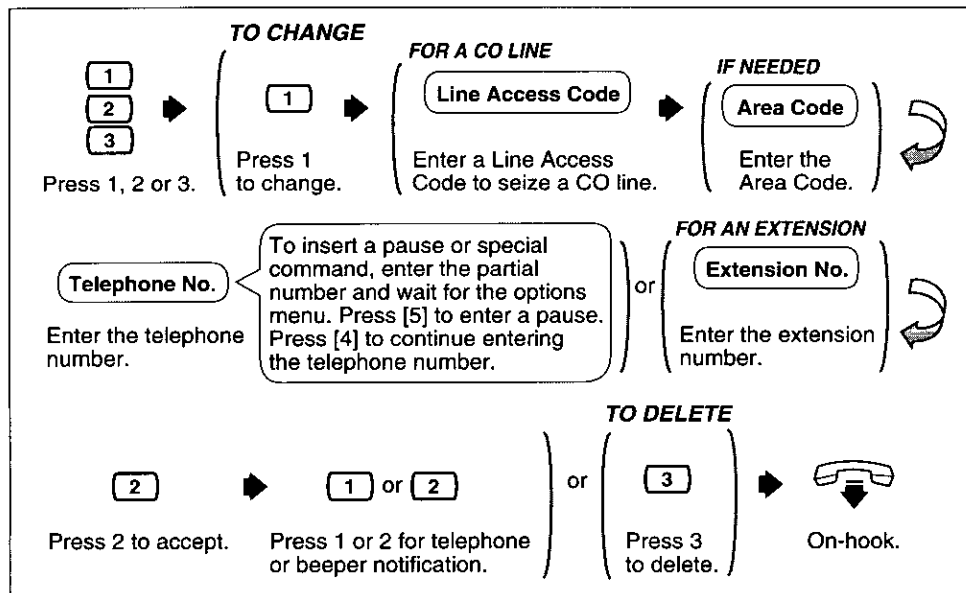 TO CHANGE
FOR A CO LINE
IF NEEDED
1
2
3
1
Line Access Code
Area Code
Press 1, 2 or 3.
Press 1
to change.
Enter a Line Access
Code to seize a CO line.
Enter the
Area Code.
FOR AN EXTENSION
Telephone No.
To insert a pause or special
command, enter the partial
number and wait for the options
menu. Press [5] to enter a pause.
Press [4] to continue entering
the telephone number.
or
Extension No.
Enter the telephone
number.
Enter the extension
number.
TO DELETE
2
1 or 2
or
3
Press 2 to accept.
Press 1 or 2 for telephone
or beeper notification.
Press 3
to delete.
On-hook.